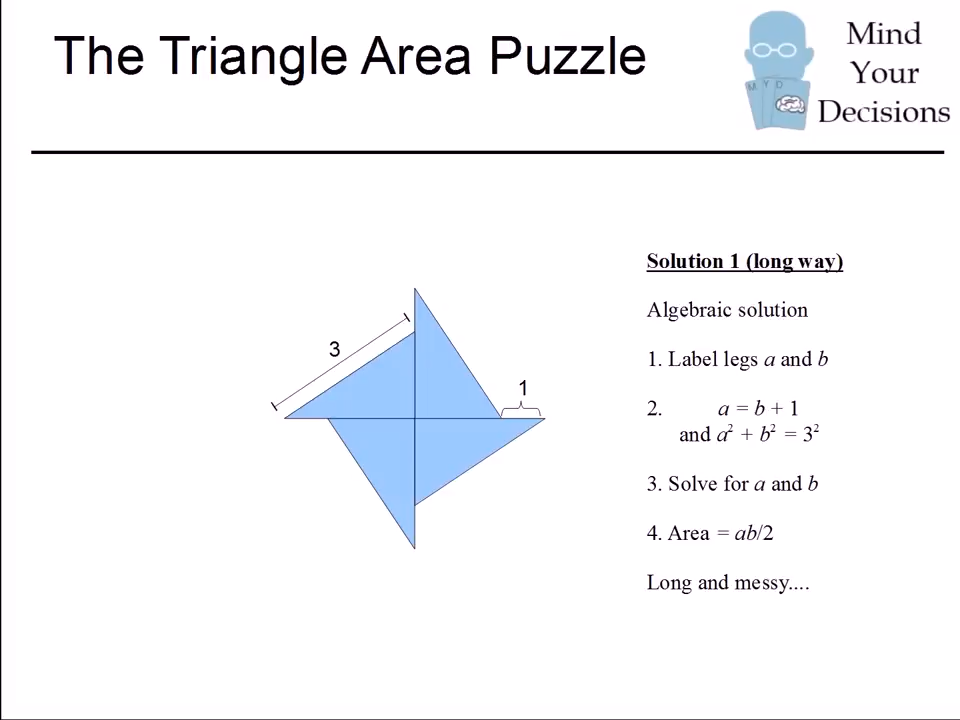 The Triangle Area Puzzle
Mind
Your
Decisions
M Y D
Solution 1 (long way)
Algebraic solution
1. Label legs a and b
2. a = b + 1
and a² + b² = 3²
3. Solve for a and b
4. Area = ab/2
Long and messy....
3
1